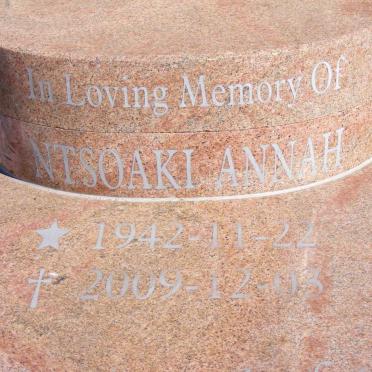 In Loving Memory Of
NTSOAKI ANNAH
★ 1942-11-22
† 2009-12-03